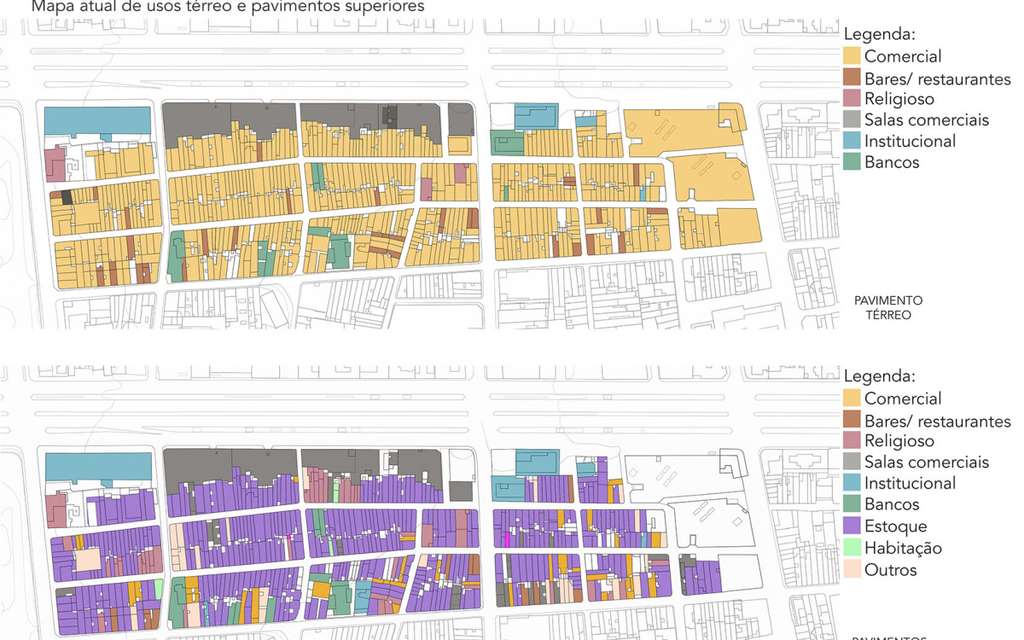 Mapa atual de usos térreo e pavimentos superiores
Legenda:
Comercial
Bares/ restaurantes
Religioso
Salas comerciais
Institucional
Bancos
PAVIMENTO
TÉRREO
Legenda:
Comercial
Bares/ restaurantes
Religioso
Salas comerciais
Institucional
Bancos
Estoque
Habitação
Outros
PAVIMENTOS